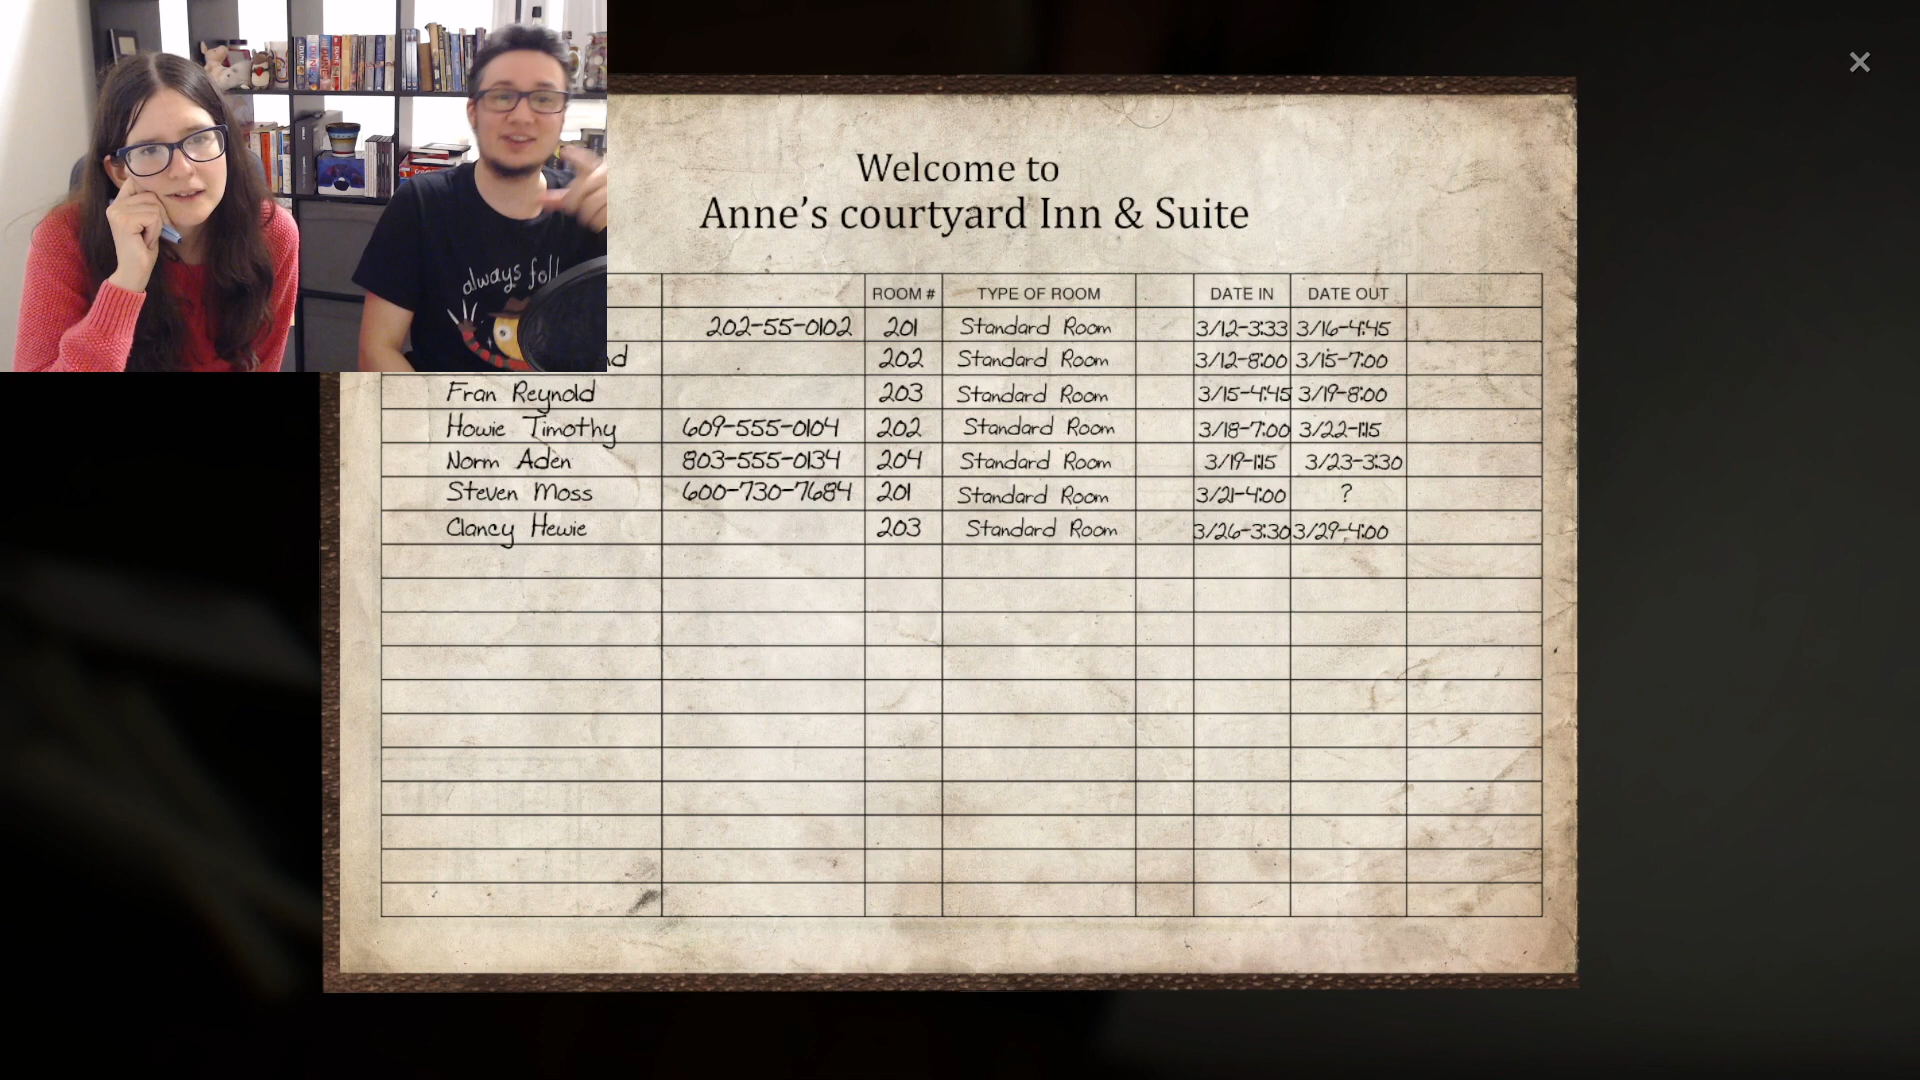 always foll
Welcome to
Anne's courtyard Inn & Suite
ROOM # TYPE OF ROOM DATE IN DATE OUT
202-55-0102 201 Standard Room 3/12-3:33 3/16-4:45
202 Standard Room 3/12-8:00 3/15-7:00
Fran Reynold 203 Standard Room 3/15-4:45 3/19-8:00
Howie Timothy 609-555-0104 202 Standard Room 3/18-7:00 3/22-1:15
Norm Aden 803-555-0134 204 Standard Room 3/19-1:15 3/23-3:30
Steven Moss 600-730-7684 201 Standard Room 3/21-4:00 ?
Clancy Hewie 203 Standard Room 3/26-3:30 3/29-4:00